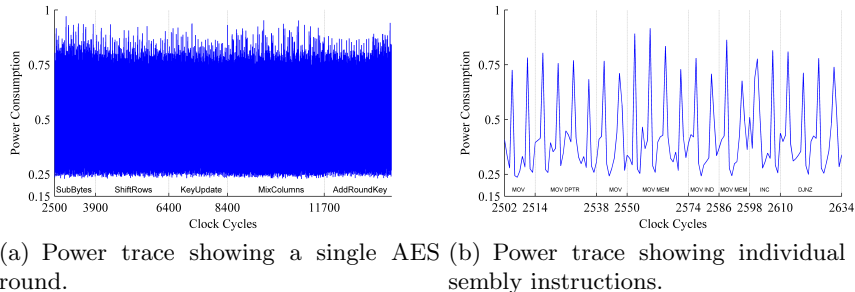 1
0.75
0.5
0.25
0.15
Power Consumption
SubBytes ShiftRows KeyUpdate MixColumns AddRoundKey
2500 3900 6400 8400 11700
Clock Cycles
1
0.75
0.5
0.25
0.15
Power Consumption
MOV MOV DPTR MOV MOV MEM MOV IND MOV MEM INC DJNZ
2502 2514 2538 2550 2574 2586 2598 2610 2634
Clock Cycles
(a) Power trace showing a single AES
round.
(b) Power trace showing individual
sembly instructions.